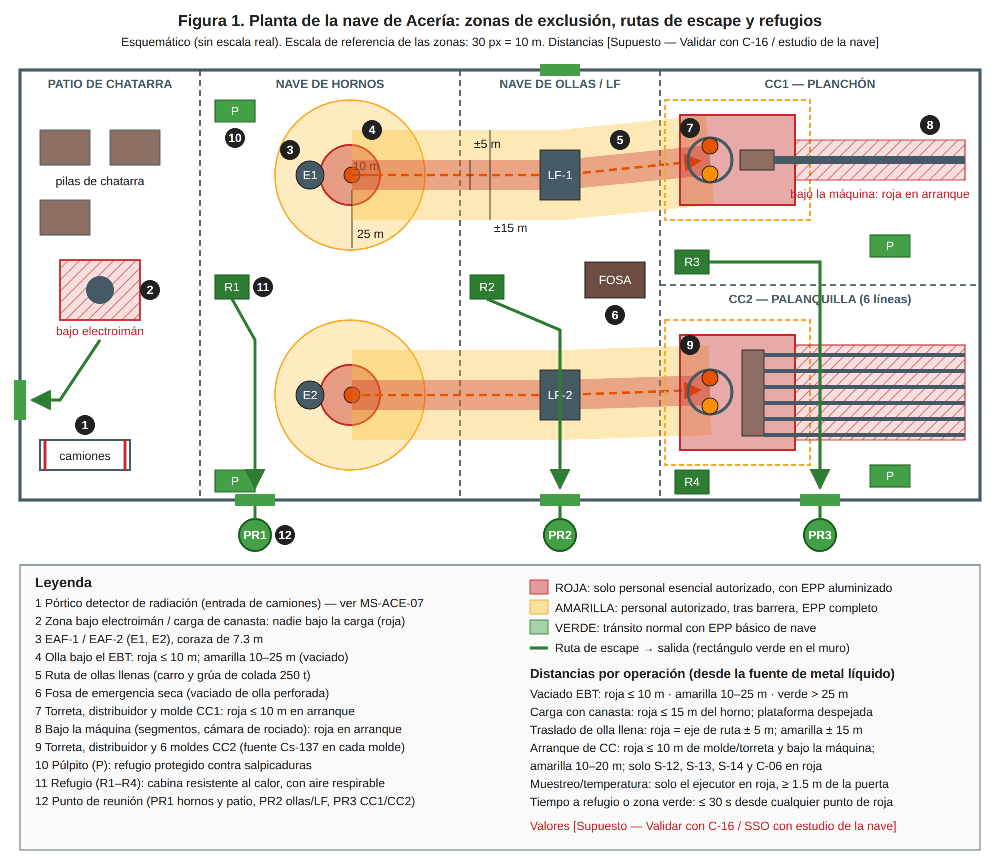 Figura 1. Planta de la nave de Acería: zonas de exclusión, rutas de escape y refugios
Esquemático (sin escala real). Escala de referencia de las zonas: 30 px = 10 m. Distancias [Supuesto — Validar con C-16 / estudio de la nave]
PATIO DE CHATARRA
NAVE DE HORNOS
NAVE DE OLLAS / LF
CC1 — PLANCHÓN
P
10
3
4
E1
10 m
25 m
±5 m
±15 m
LF-1
5
7
8
bajo la máquina: roja en arranque
pilas de chatarra
2
bajo electroimán
1
camiones
R1
11
R2
FOSA
6
R3
P
CC2 — PALANQUILLA (6 líneas)
E2
LF-2
9
P
R4
P
PR1
12
PR2
PR3
Leyenda
1 Pórtico detector de radiación (entrada de camiones) — ver MS-ACE-07
2 Zona bajo electroimán / carga de canasta: nadie bajo la carga (roja)
3 EAF-1 / EAF-2 (E1, E2), coraza de 7.3 m
4 Olla bajo el EBT: roja ≤ 10 m; amarilla 10–25 m (vaciado)
5 Ruta de ollas llenas (carro y grúa de colada 250 t)
6 Fosa de emergencia seca (vaciado de olla perforada)
7 Torreta, distribuidor y molde CC1: roja ≤ 10 m en arranque
8 Bajo la máquina (segmentos, cámara de rociado): roja en arranque
9 Torreta, distribuidor y 6 moldes CC2 (fuente Cs-137 en cada molde)
10 Púlpito (P): refugio protegido contra salpicaduras
11 Refugio (R1–R4): cabina resistente al calor, con aire respirable
12 Punto de reunión (PR1 hornos y patio, PR2 ollas/LF, PR3 CC1/CC2)
ROJA: solo personal esencial autorizado, con EPP aluminizado
AMARILLA: personal autorizado, tras barrera, EPP completo
VERDE: tránsito normal con EPP básico de nave
Ruta de escape → salida (rectángulo verde en el muro)
Distancias por operación (desde la fuente de metal líquido)
Vaciado EBT: roja ≤ 10 m · amarilla 10–25 m · verde > 25 m
Carga con canasta: roja ≤ 15 m del horno; plataforma despejada
Traslado de olla llena: roja = eje de ruta ± 5 m; amarilla ± 15 m
Arranque de CC: roja ≤ 10 m de molde/torreta y bajo la máquina;
amarilla 10–20 m; solo S-12, S-13, S-14 y C-06 en roja
Muestreo/temperatura: solo el ejecutor en roja, ≥ 1.5 m de la puerta
Tiempo a refugio o zona verde: ≤ 30 s desde cualquier punto de roja
Valores [Supuesto — Validar con C-16 / SSO con estudio de la nave]